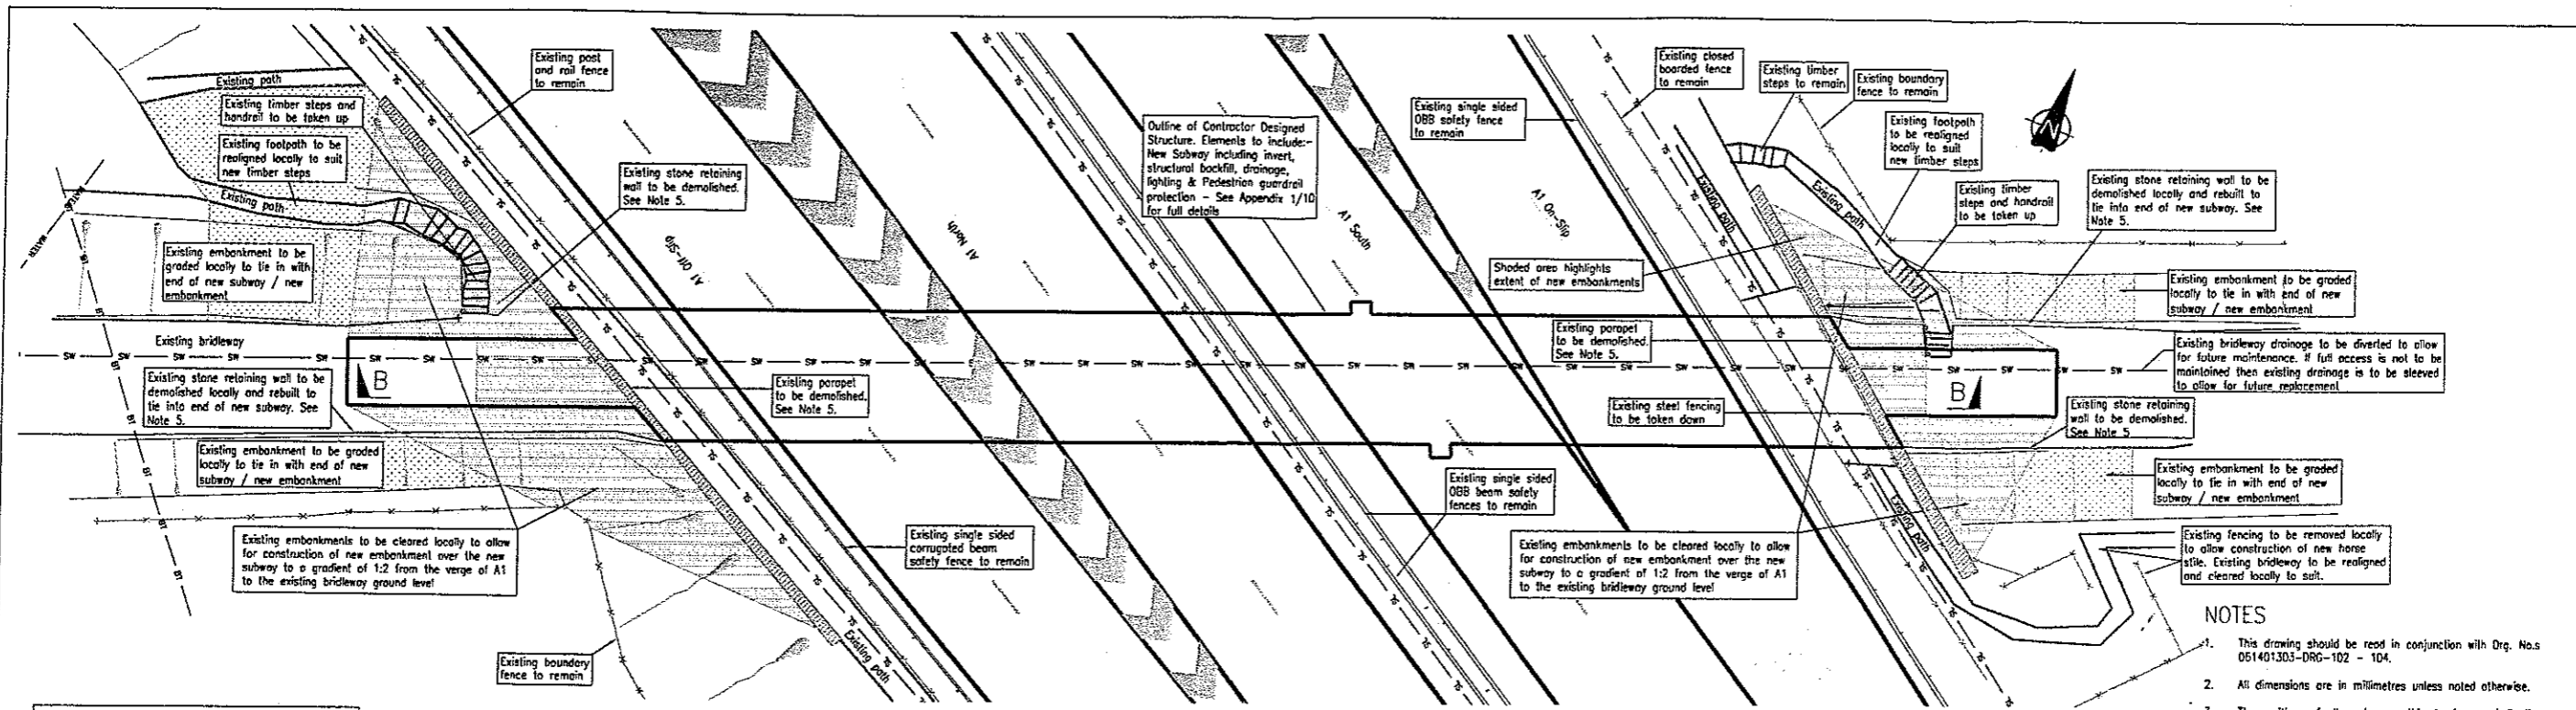 Existing path
Existing timber steps and
handrail to be taken up
Existing footpath to be
realigned locally to suit
new timber steps
Existing path
WATER
WATER
Existing embankment to be
graded locally to tie in with
end of new subway / new
embankment
Existing bridleway
Existing stone retaining wall to be
demolished locally and rebuilt to
tie into end of new subway. See
Note 5.
Existing embankment to be graded
locally to tie in with end of new
subway / new embankment
Existing embankments to be cleared locally to allow
for construction of new embankment over the new
subway to a gradient of 1:2 from the verge of A1
to the existing bridleway ground level
B
Existing post
and rail fence
to remain
Existing stone retaining
wall to be demolished.
See Note 5.
A1 Off-Slip
A1 North
Existing parapet
to be demolished.
See Note 5.
Existing single sided
corrugated beam
safety fence to remain
Existing boundary
fence to remain
Existing path
Outline of Contractor Designed
Structure. Elements to include:-
New Subway including invert,
structural backfill, drainage,
lighting & Pedestrian guardrail
protection - See Appendix 1/10
for full details
A1 South
A1 On-Slip
Existing single sided
OBB safety fence
to remain
Existing single sided
OBB beam safety
fences to remain
Existing closed
boarded fence
to remain
Existing timber
steps to remain
Existing boundary
fence to remain
N
Existing footpath
to be realigned
locally to suit
new timber steps
Existing path
Existing path
Existing timber
steps and handrail
to be taken up
Existing stone retaining wall to be
demolished locally and rebuilt to
tie into end of new subway. See
Note 5.
Shaded area highlights
extent of new embankments
Existing embankment to be graded
locally to tie in with end of new
subway / new embankment
Existing parapet
to be demolished.
See Note 5.
Existing bridleway drainage to be diverted to allow
for future maintenance. If full access is not to be
maintained then existing drainage is to be sleeved
to allow for future replacement
B
Existing steel fencing
to be taken down
Existing stone retaining
wall to be demolished.
See Note 5
Existing embankment to be graded
locally to tie in with end of new
subway / new embankment
Existing path
Existing embankments to be cleared locally to allow
for construction of new embankment over the new
subway to a gradient of 1:2 from the verge of A1
to the existing bridleway ground level
Existing fencing to be removed locally
to allow construction of new horse
stile. Existing bridleway to be realigned
and cleared locally to suit.
NOTES
1. This drawing should be read in conjunction with Drg. No.s
051401303-DRG-102 - 104.
2. All dimensions are in millimetres unless noted otherwise.